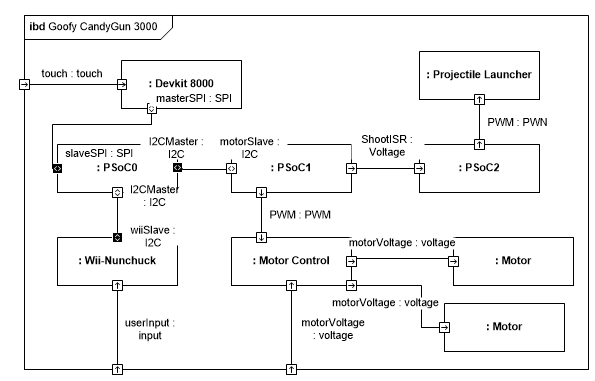 ibd Goofy CandyGun 3000
touch : touch
: Devkit 8000
masterSPI : SPI
: Projectile Launcher
PWM : PWN
slaveSPI : SPI
I2CMaster :
I2C
motorSlave :
I2C
ShootISR :
Voltage
: PSoC0
: PSoC1
: PSoC2
I2CMaster
: I2C
PWM : PWM
wiiSlave :
I2C
: Wii-Nunchuck
: Motor Control
motorVoltage : voltage
: Motor
motorVoltage : voltage
: Motor
userInput :
input
motorVoltage
: voltage